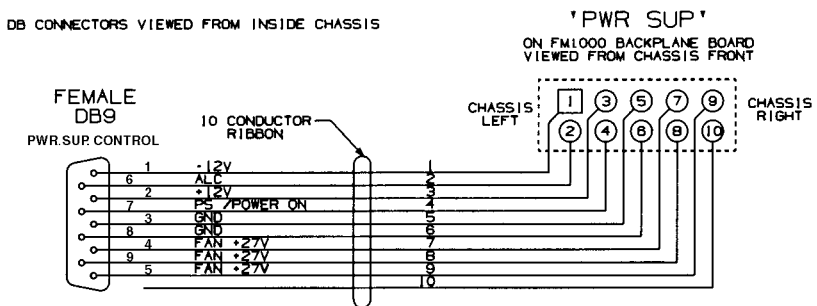 DB CONNECTORS VIEWED FROM INSIDE CHASSIS
'PWR SUP'
ON FM1000 BACKPLANE BOARD
VIEWED FROM CHASSIS FRONT
FEMALE
DB9
PWR.SUP. CONTROL
10 CONDUCTOR
RIBBON
CHASSIS
LEFT
1 3 5 7 9
2 4 6 8 10
CHASSIS
RIGHT
1 -12V 1
6 ALC 2
2 +12V 3
7 PS /POWER ON 4
3 GND 5
8 GND 6
4 FAN +27V 7
9 FAN +27V 8
5 FAN +27V 9
10